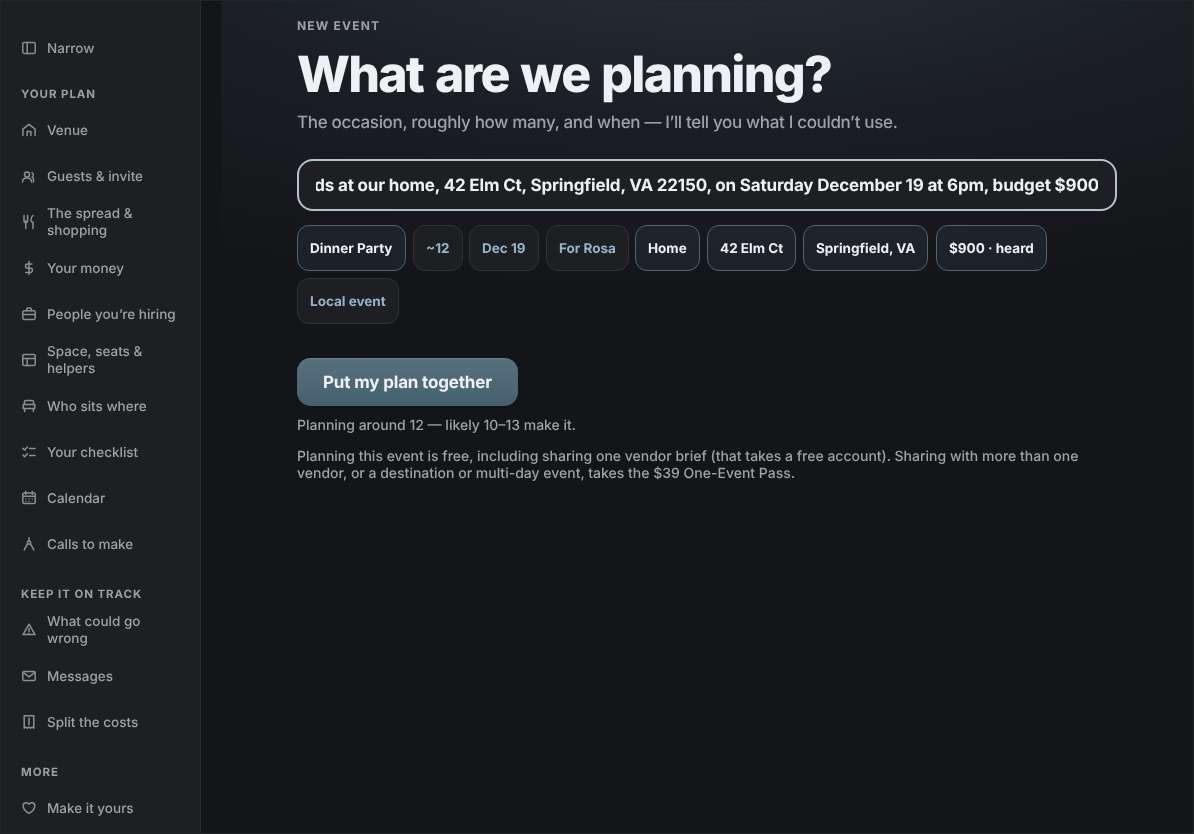 Narrow
YOUR PLAN
Venue
Guests & invite
The spread &
shopping
Your money
People you're hiring
Space, seats &
helpers
Who sits where
Your checklist
Calendar
Calls to make
KEEP IT ON TRACK
What could go
wrong
Messages
Split the costs
MORE
Make it yours
NEW EVENT
What are we planning?
The occasion, roughly how many, and when — I'll tell you what I couldn't use.
ds at our home, 42 Elm Ct, Springfield, VA 22150, on Saturday December 19 at 6pm, budget $900
Dinner Party ~12 Dec 19 For Rosa Home 42 Elm Ct Springfield, VA $900 · heard
Local event
Put my plan together
Planning around 12 — likely 10–13 make it.
Planning this event is free, including sharing one vendor brief (that takes a free account). Sharing with more than one
vendor, or a destination or multi-day event, takes the $39 One-Event Pass.